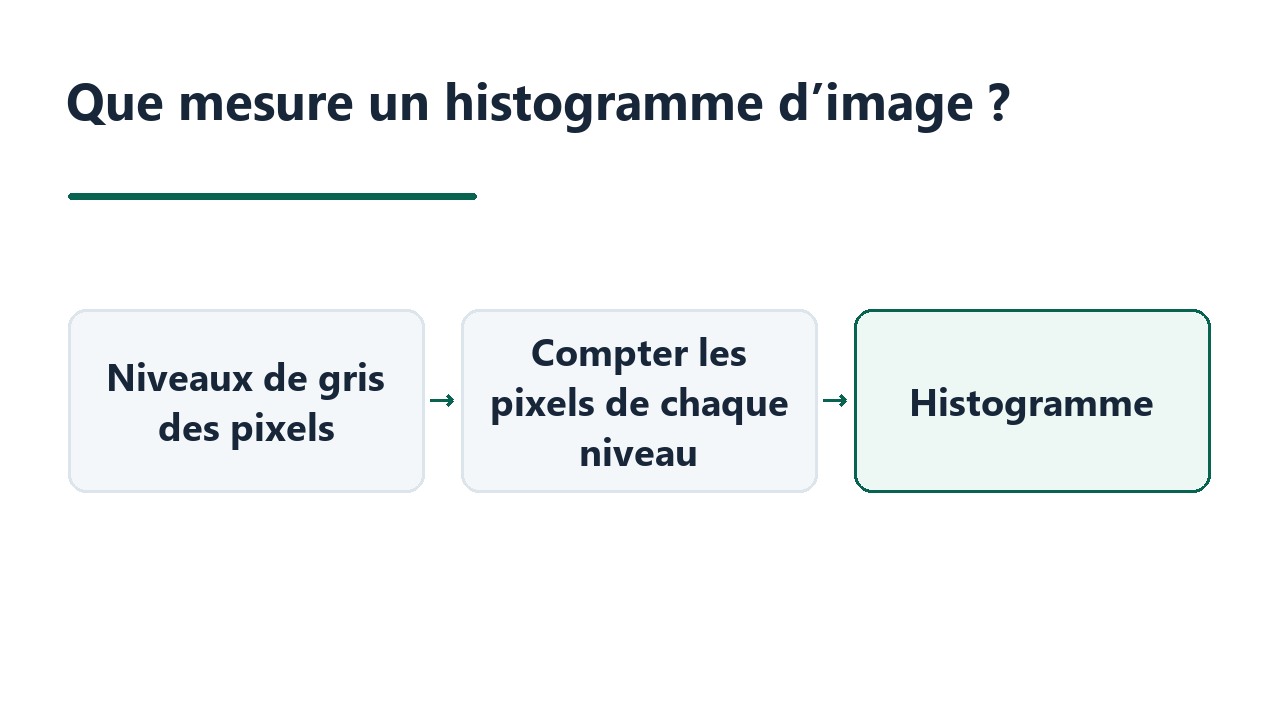 Que mesure un histogramme d’image ?
Niveaux de gris
des pixels
→
Compter les
pixels de chaque
niveau
→
Histogramme